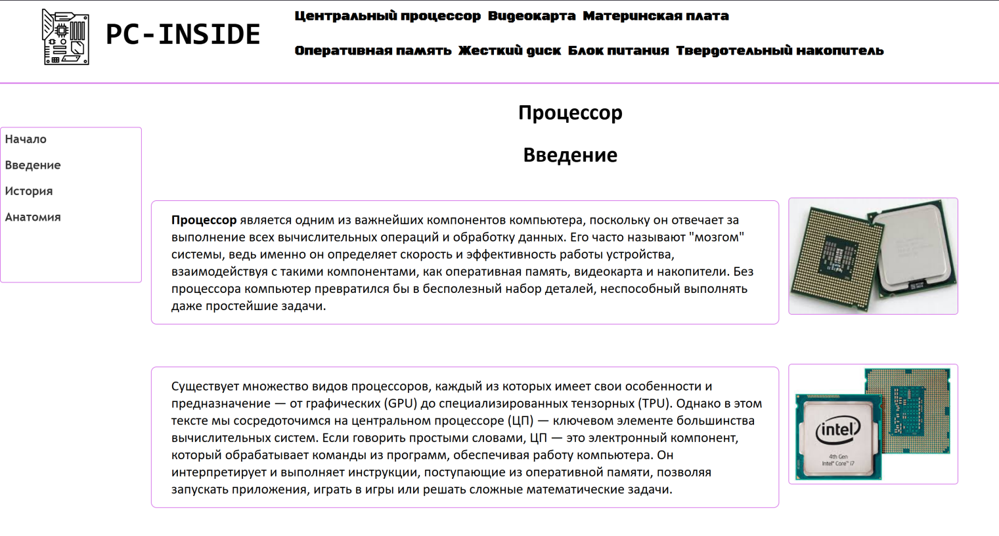 PC-INSIDE
Центральный процессор Видеокарта Материнская плата
Оперативная память Жесткий диск Блок питания Твердотельный накопитель
Начало
Введение
История
Анатомия
Процессор
Введение
Процессор является одним из важнейших компонентов компьютера, поскольку он отвечает за
выполнение всех вычислительных операций и обработку данных. Его часто называют "мозгом"
системы, ведь именно он определяет скорость и эффективность работы устройства,
взаимодействуя с такими компонентами, как оперативная память, видеокарта и накопители. Без
процессора компьютер превратился бы в бесполезный набор деталей, неспособный выполнять
даже простейшие задачи.
Существует множество видов процессоров, каждый из которых имеет свои особенности и
предназначение — от графических (GPU) до специализированных тензорных (TPU). Однако в этом
тексте мы сосредоточимся на центральном процессоре (ЦП) — ключевом элементе большинства
вычислительных систем. Если говорить простыми словами, ЦП — это электронный компонент,
который обрабатывает команды из программ, обеспечивая работу компьютера. Он
интерпретирует и выполняет инструкции, поступающие из оперативной памяти, позволяя
запускать приложения, играть в игры или решать сложные математические задачи.
intel
4th Gen
Intel® Core™ i7